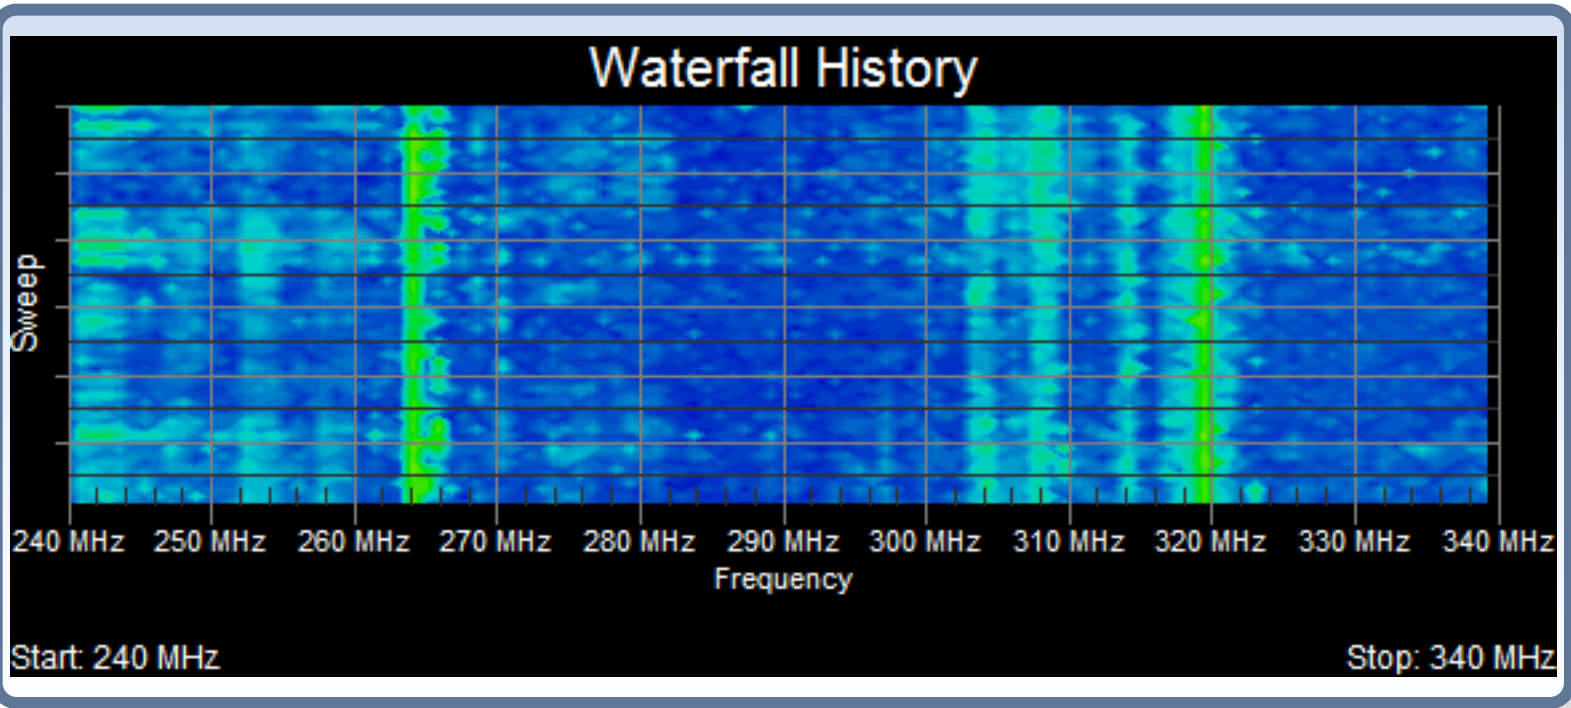 Waterfall History
Sweep
240 MHz 250 MHz 260 MHz 270 MHz 280 MHz 290 MHz 300 MHz 310 MHz 320 MHz 330 MHz 340 MHz
Frequency
Start: 240 MHz Stop: 340 MHz